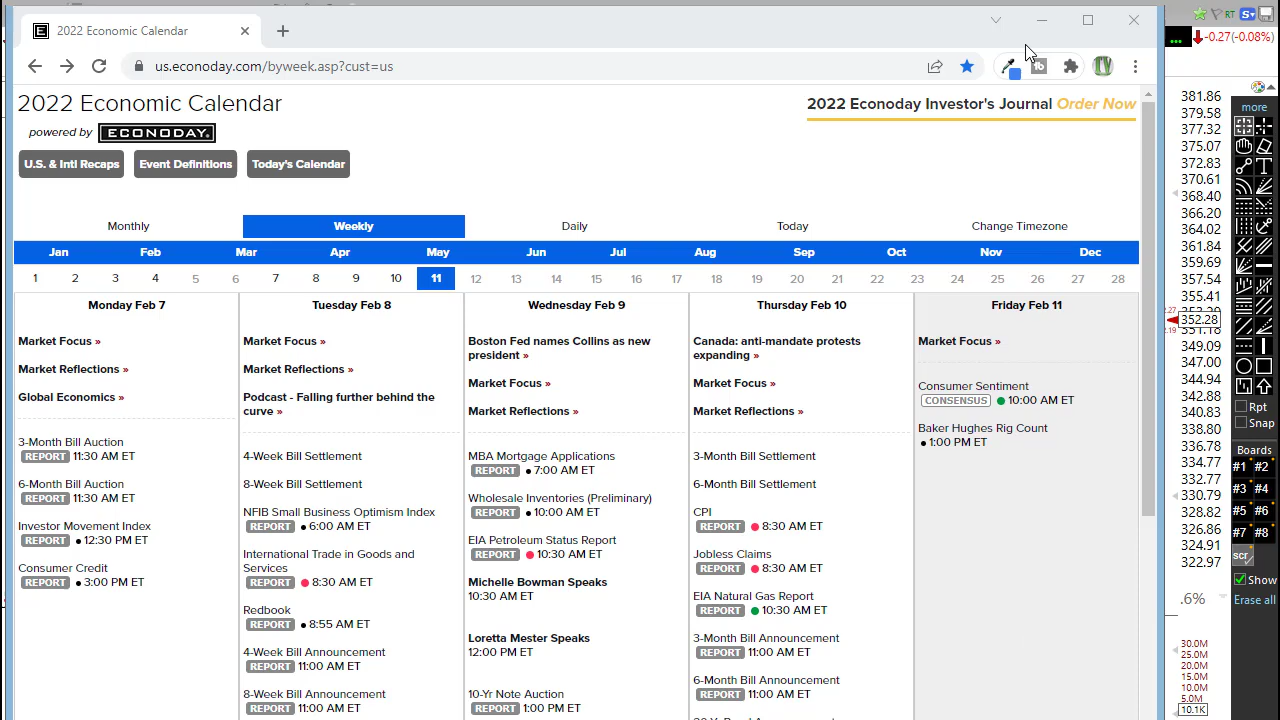 2022 Economic Calendar
RT
S
... -0.27(-0.08%)
us.econoday.com/byweek.asp?cust=us
tb
2022 Economic Calendar
2022 Econoday Investor's Journal Order Now
powered by ECONODAY.
U.S. & Intl Recaps Event Definitions Today's Calendar
Monthly Weekly Daily Today Change Timezone
Jan Feb Mar Apr May Jun Jul Aug Sep Oct Nov Dec
1 2 3 4 5 6 7 8 9 10 11 12 13 14 15 16 17 18 19 20 21 22 23 24 25 26 27 28
Monday Feb 7
Market Focus »
Market Reflections »
Global Economics »
3-Month Bill Auction
REPORT 11:30 AM ET
6-Month Bill Auction
REPORT 11:30 AM ET
Investor Movement Index
REPORT • 12:30 PM ET
Consumer Credit
REPORT • 3:00 PM ET
Tuesday Feb 8
Market Focus »
Market Reflections »
Podcast - Falling further behind the
curve »
4-Week Bill Settlement
8-Week Bill Settlement
NFIB Small Business Optimism Index
REPORT • 6:00 AM ET
International Trade in Goods and
Services
REPORT • 8:30 AM ET
Redbook
REPORT • 8:55 AM ET
4-Week Bill Announcement
REPORT 11:00 AM ET
8-Week Bill Announcement
REPORT 11:00 AM ET
Wednesday Feb 9
Boston Fed names Collins as new
president »
Market Focus »
Market Reflections »
MBA Mortgage Applications
REPORT • 7:00 AM ET
Wholesale Inventories (Preliminary)
REPORT • 10:00 AM ET
EIA Petroleum Status Report
REPORT • 10:30 AM ET
Michelle Bowman Speaks
10:30 AM ET
Loretta Mester Speaks
12:00 PM ET
10-Yr Note Auction
REPORT 1:00 PM ET
Thursday Feb 10
Canada: anti-mandate protests
expanding »
Market Focus »
Market Reflections »
3-Month Bill Settlement
6-Month Bill Settlement
CPI
REPORT • 8:30 AM ET
Jobless Claims
REPORT • 8:30 AM ET
EIA Natural Gas Report
REPORT • 10:30 AM ET
3-Month Bill Announcement
REPORT 11:00 AM ET
6-Month Bill Announcement
REPORT 11:00 AM ET
Friday Feb 11
Market Focus »
Consumer Sentiment
CONSENSUS • 10:00 AM ET
Baker Hughes Rig Count
• 1:00 PM ET
381.86
379.58
377.32
375.07
372.83
370.61
368.40
366.20
364.02
361.84
359.69
357.54
355.41
352.28
349.09
347.00
344.94
342.88
340.83
338.80
336.78
334.77
332.77
330.79
328.82
326.86
324.91
322.97
.6%
30.0M
25.0M
20.0M
15.0M
10.0M
5.0M
10.1K
more
T
Rpt
Snap
Boards
#1 #2
#3 #4
#5 #6
#7 #8
scr
Show
Erase all